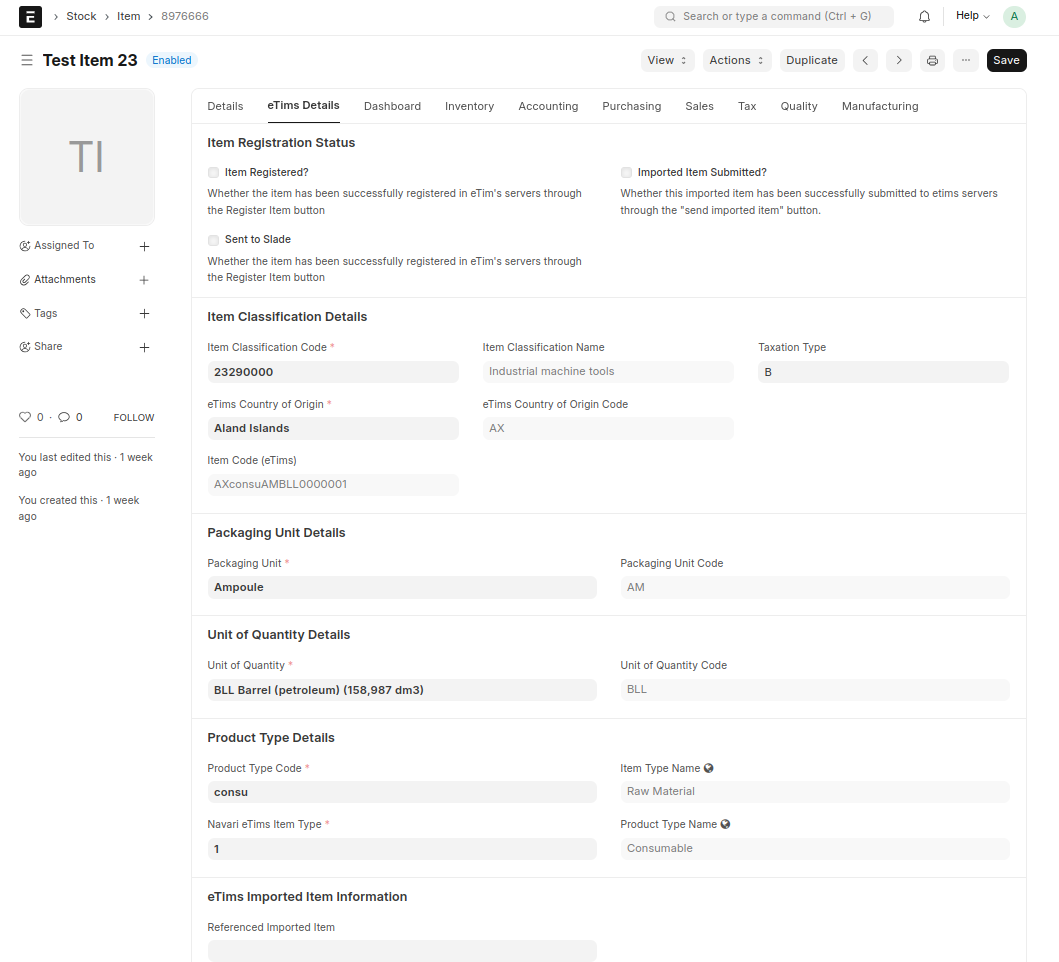 Stock
Item
8976666
Search or type a command (Ctrl + G)
Help
A
Test Item 23
Enabled
View
Actions
Duplicate
···
Save
TI
Assigned To +
Attachments +
Tags +
Share +
0 · 0 FOLLOW
You last edited this · 1 week
ago
You created this · 1 week
ago
Details eTims Details Dashboard Inventory Accounting Purchasing Sales Tax Quality Manufacturing
Item Registration Status
Item Registered?
Whether the item has been successfully registered in eTim's servers through
the Register Item button
Imported Item Submitted?
Whether this imported item has been successfully submitted to etims servers
through the "send imported item" button.
Sent to Slade
Whether the item has been successfully registered in eTim's servers through
the Register Item button
Item Classification Details
Item Classification Code *
23290000
Item Classification Name
Industrial machine tools
Taxation Type
B
eTims Country of Origin *
Aland Islands
eTims Country of Origin Code
AX
Item Code (eTims)
AXconsuAMBLL0000001
Packaging Unit Details
Packaging Unit *
Ampoule
Packaging Unit Code
AM
Unit of Quantity Details
Unit of Quantity *
BLL Barrel (petroleum) (158,987 dm3)
Unit of Quantity Code
BLL
Product Type Details
Product Type Code *
consu
Item Type Name
Raw Material
Navari eTims Item Type *
1
Product Type Name
Consumable
eTims Imported Item Information
Referenced Imported Item